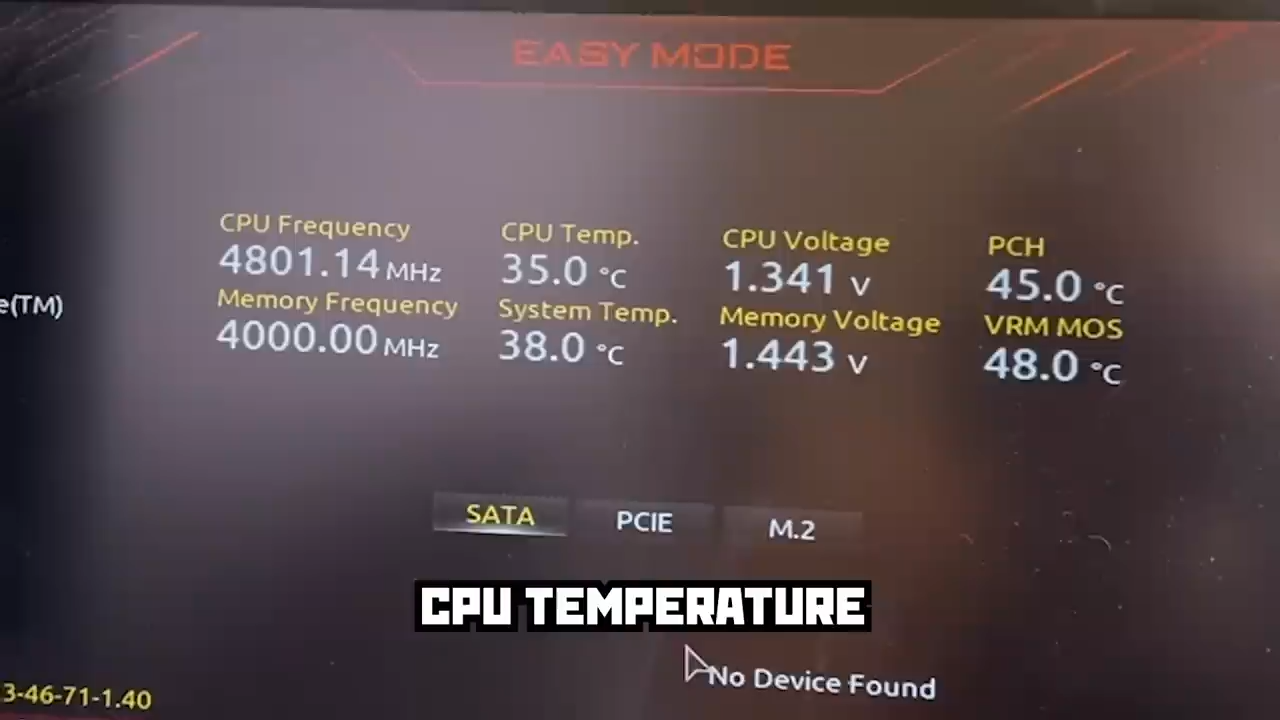 EASY MODE
CPU Frequency
4801.14 MHz
CPU Temp.
35.0 °C
CPU Voltage
1.341 V
PCH
45.0 °C
e(TM)
Memory Frequency
4000.00 MHz
System Temp.
38.0 °C
Memory Voltage
1.443 V
VRM MOS
48.0 °C
SATA PCIE M.2
CPU TEMPERATURE
No Device Found
3-46-71-1.40